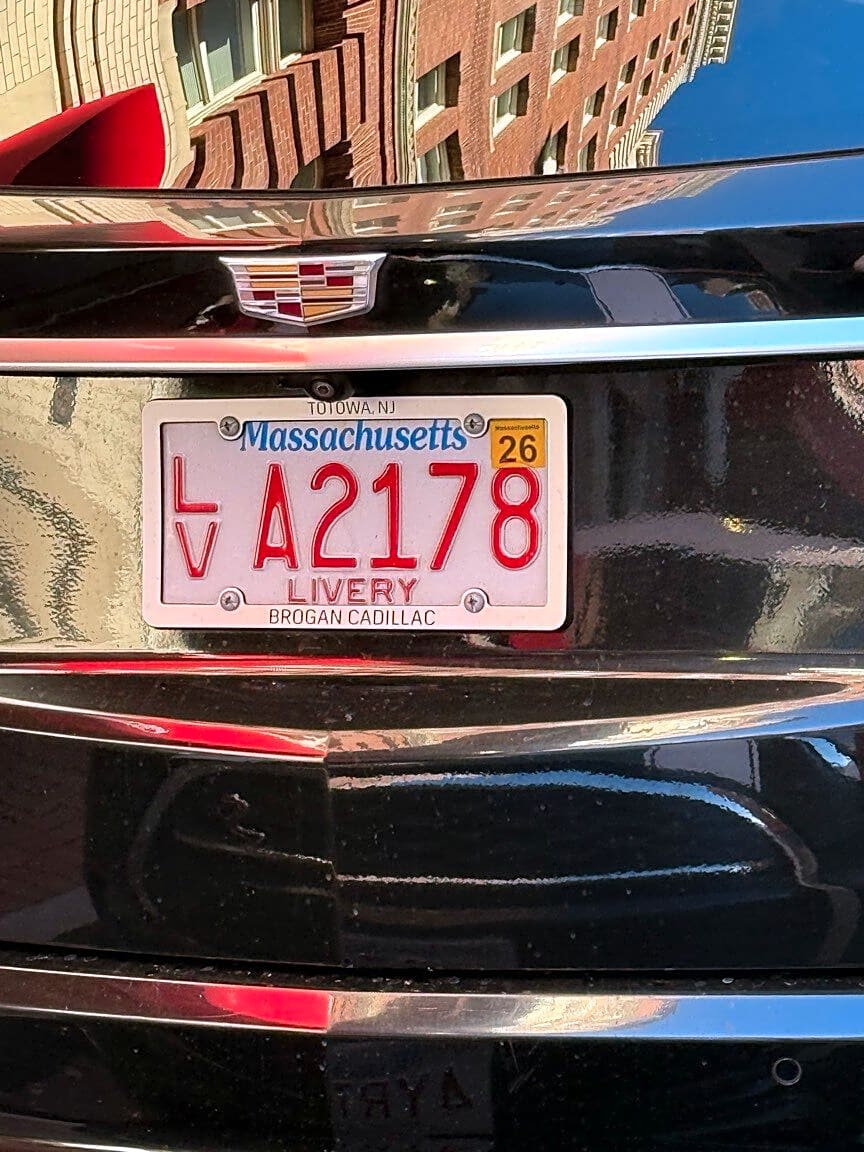 TOTOWA, NJ
Massachusetts
Massachusetts
26
LV A2178
LIVERY
BROGAN CADILLAC